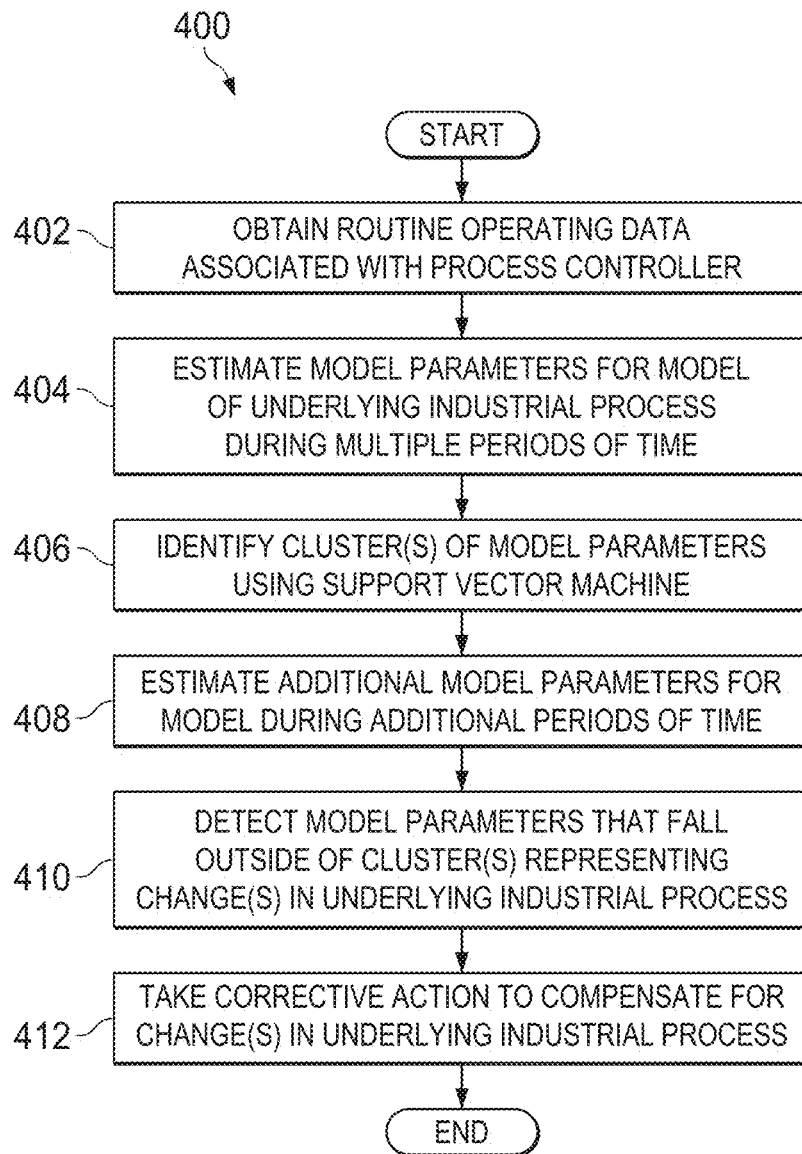 400
START
402
OBTAIN ROUTINE OPERATING DATA
ASSOCIATED WITH PROCESS CONTROLLER
404
ESTIMATE MODEL PARAMETERS FOR MODEL
OF UNDERLYING INDUSTRIAL PROCESS
DURING MULTIPLE PERIODS OF TIME
406
IDENTIFY CLUSTER(S) OF MODEL PARAMETERS
USING SUPPORT VECTOR MACHINE
408
ESTIMATE ADDITIONAL MODEL PARAMETERS FOR
MODEL DURING ADDITIONAL PERIODS OF TIME
410
DETECT MODEL PARAMETERS THAT FALL
OUTSIDE OF CLUSTER(S) REPRESENTING
CHANGE(S) IN UNDERLYING INDUSTRIAL PROCESS
412
TAKE CORRECTIVE ACTION TO COMPENSATE FOR
CHANGE(S) IN UNDERLYING INDUSTRIAL PROCESS
END